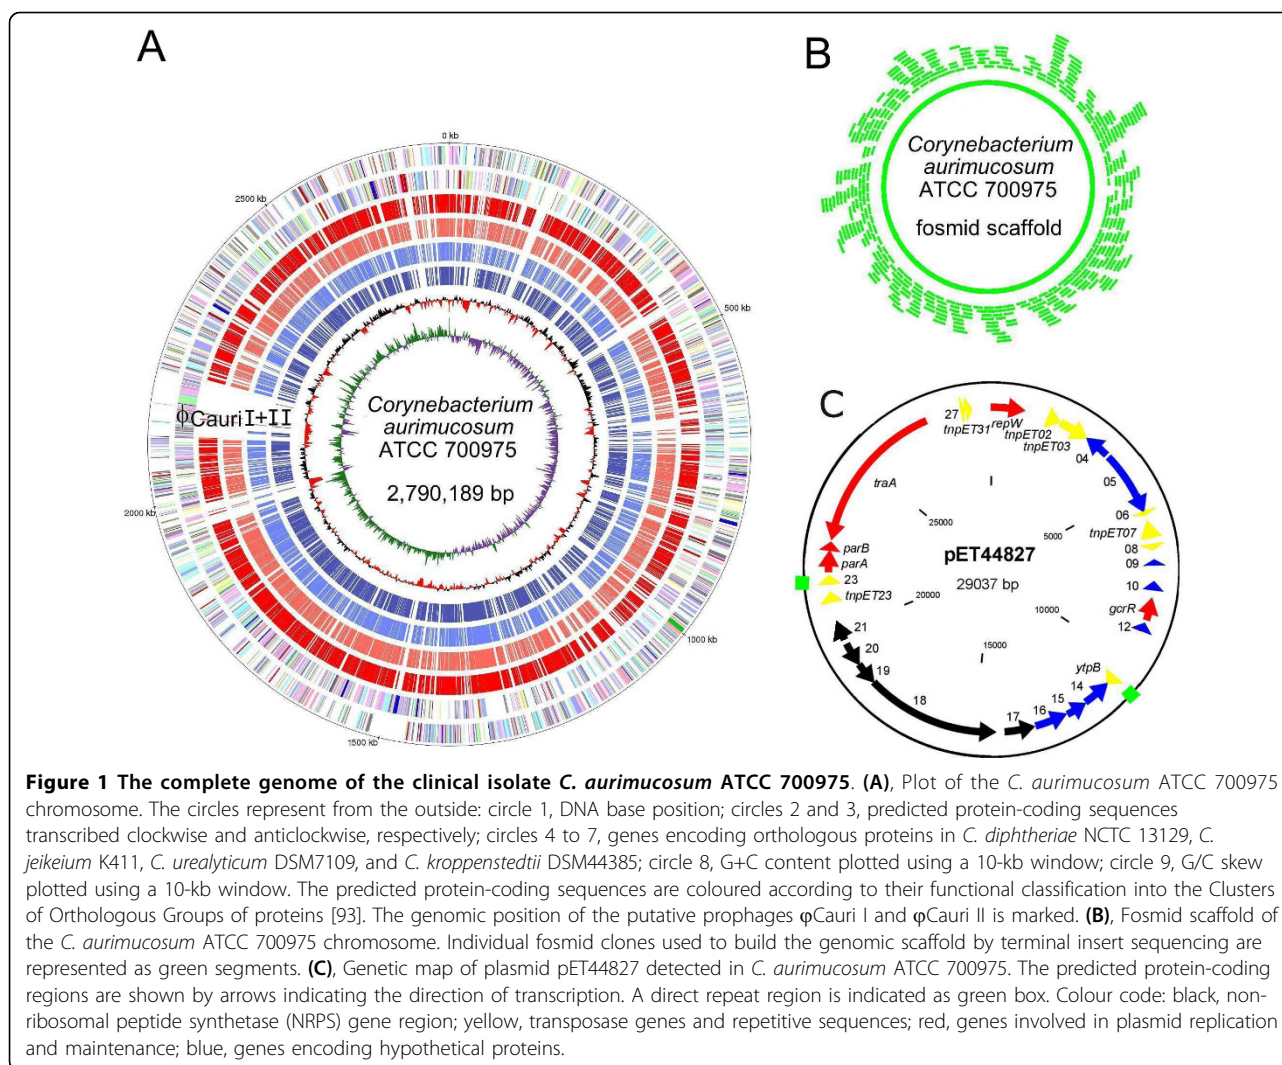 A
0 kb
500 kb
1000 kb
1500 kb
2000 kb
2500 kb
ϕCauri I+II
Corynebacterium
aurimucosum
ATCC 700975
2,790,189 bp
B
Corynebacterium
aurimucosum
ATCC 700975
fosmid scaffold
C
27
tnpET31
repW
tnpET02
tnpET03
04
05
06
tnpET07
08
09
10
gcrR
12
ytpB
14
15
16
17
18
19
20
21
tnpET23
23
parA
parB
traA
5000
10000
15000
20000
25000
pET44827
29037 bp
Figure 1 The complete genome of the clinical isolate C. aurimucosum ATCC 700975. (A), Plot of the C. aurimucosum ATCC 700975
chromosome. The circles represent from the outside: circle 1, DNA base position; circles 2 and 3, predicted protein-coding sequences
transcribed clockwise and anticlockwise, respectively; circles 4 to 7, genes encoding orthologous proteins in C. diphtheriae NCTC 13129, C.
jeikeium K411, C. urealyticum DSM7109, and C. kroppenstedtii DSM44385; circle 8, G+C content plotted using a 10-kb window; circle 9, G/C skew
plotted using a 10-kb window. The predicted protein-coding sequences are coloured according to their functional classification into the Clusters
of Orthologous Groups of proteins [93]. The genomic position of the putative prophages φCauri I and φCauri II is marked. (B), Fosmid scaffold of
the C. aurimucosum ATCC 700975 chromosome. Individual fosmid clones used to build the genomic scaffold by terminal insert sequencing are
represented as green segments. (C), Genetic map of plasmid pET44827 detected in C. aurimucosum ATCC 700975. The predicted protein-coding
regions are shown by arrows indicating the direction of transcription. A direct repeat region is indicated as green box. Colour code: black, non-
ribosomal peptide synthetase (NRPS) gene region; yellow, transposase genes and repetitive sequences; red, genes involved in plasmid replication
and maintenance; blue, genes encoding hypothetical proteins.